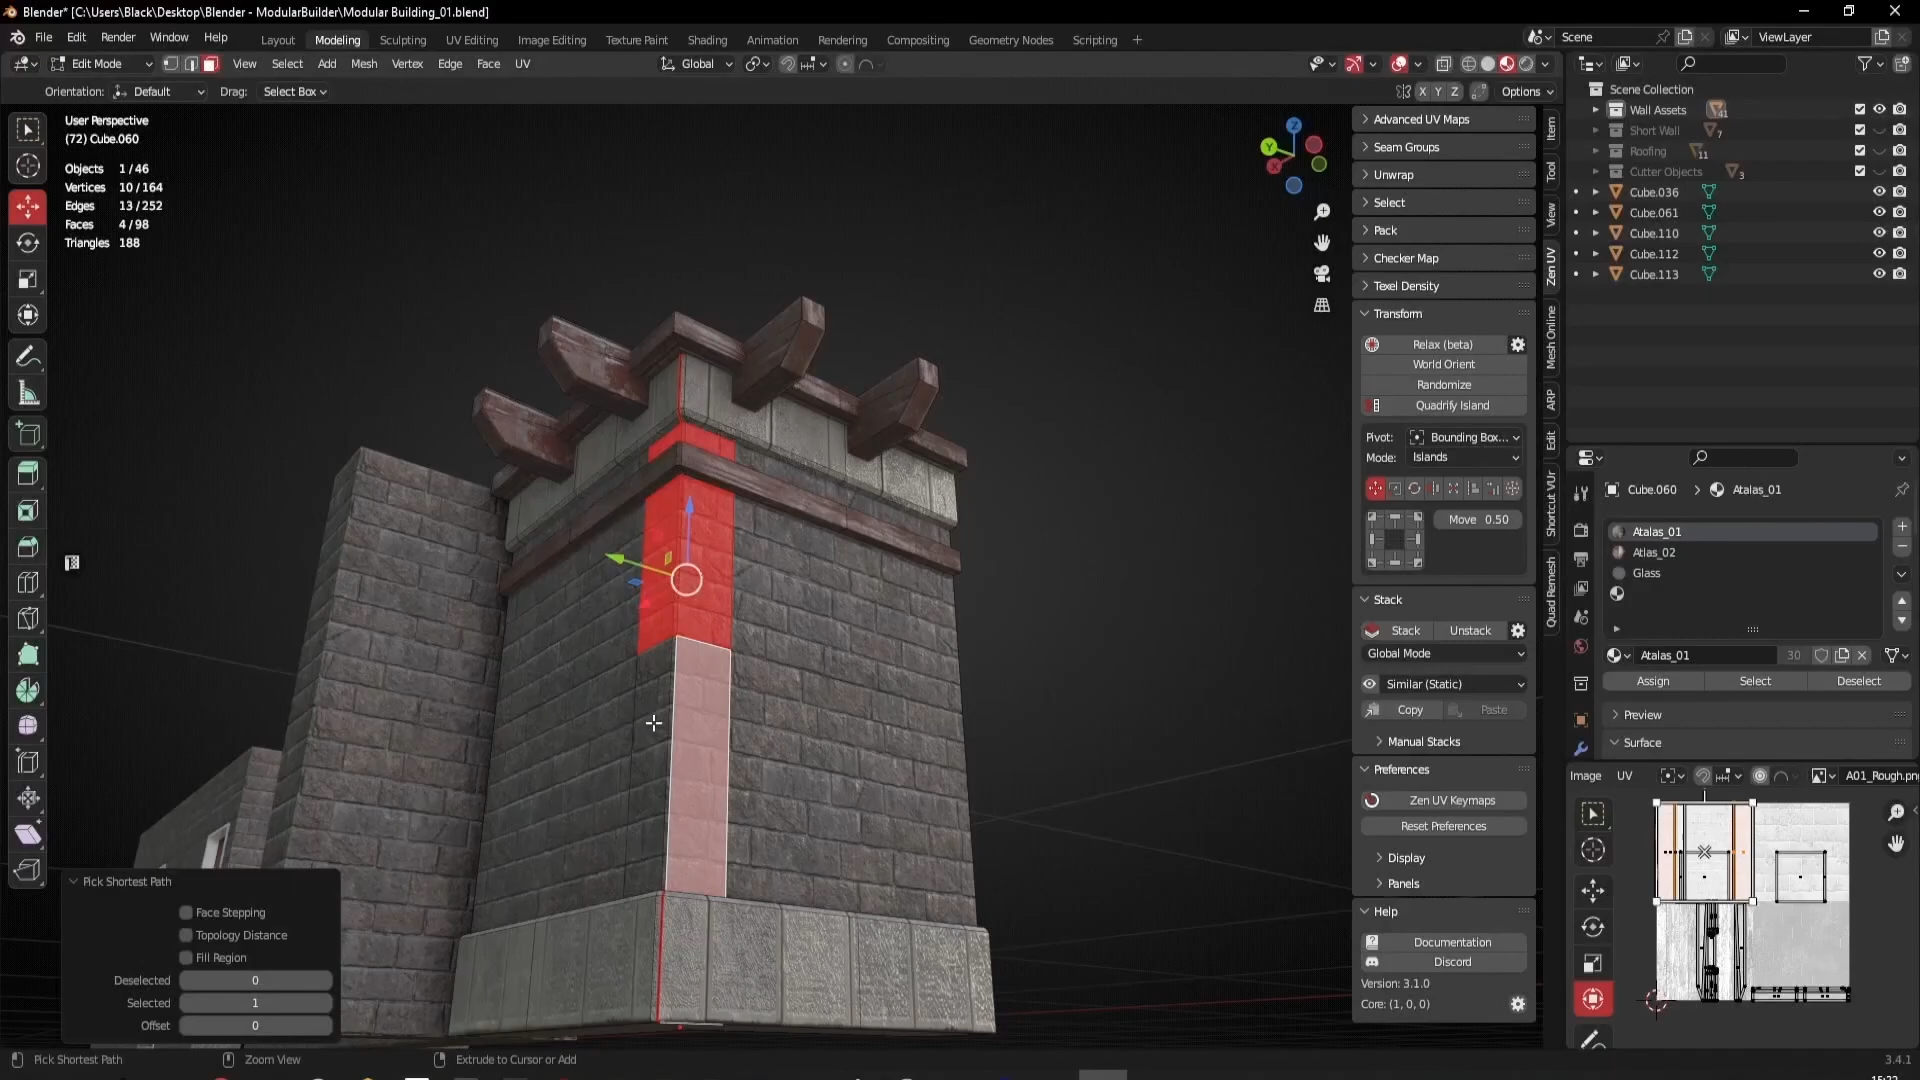 Blender* [C:\Users\Black\Desktop\Blender - ModularBuilder\Modular Building_01.blend]
File Edit Render Window Help
Layout Modeling Sculpting UV Editing Image Editing Texture Paint Shading Animation Rendering Compositing Geometry Nodes Scripting +
Scene
ViewLayer
Edit Mode
View Select Add Mesh Vertex Edge Face UV
Global
Orientation: Default Drag: Select Box
X Y Z Options
User Perspective
(72) Cube.060
Objects 1/46
Vertices 10/164
Edges 13/252
Faces 4/98
Triangles 188
Z
Y
X
Advanced UV Maps
Seam Groups
Unwrap
Select
Pack
Checker Map
Texel Density
Transform
Relax (beta)
World Orient
Randomize
Quadrify Island
Pivot: Bounding Box...
Mode: Islands
Move 0.50
Stack
Stack Unstack
Global Mode
Similar (Static)
Copy Paste
Manual Stacks
Preferences
Zen UV Keymaps
Reset Preferences
Display
Panels
Help
Documentation
Discord
Version: 3.1.0
Core: (1, 0, 0)
Item
Tool
View
Zen UV
Mesh Online
ARP
Edit
Shortcut VUr
Quad Remesh
Scene Collection
Wall Assets 41
Short Wall 7
Roofing 11
Cutter Objects 3
Cube.036
Cube.061
Cube.110
Cube.112
Cube.113
Cube.060 > Atalas_01
Atalas_01
Atlas_02
Glass
Atalas_01 30
Assign Select Deselect
Preview
Surface
Image UV A01_Rough.pn
Pick Shortest Path
Face Stepping
Topology Distance
Fill Region
Deselected 0
Selected 1
Offset 0
Pick Shortest Path Zoom View Extrude to Cursor or Add
3.4.1